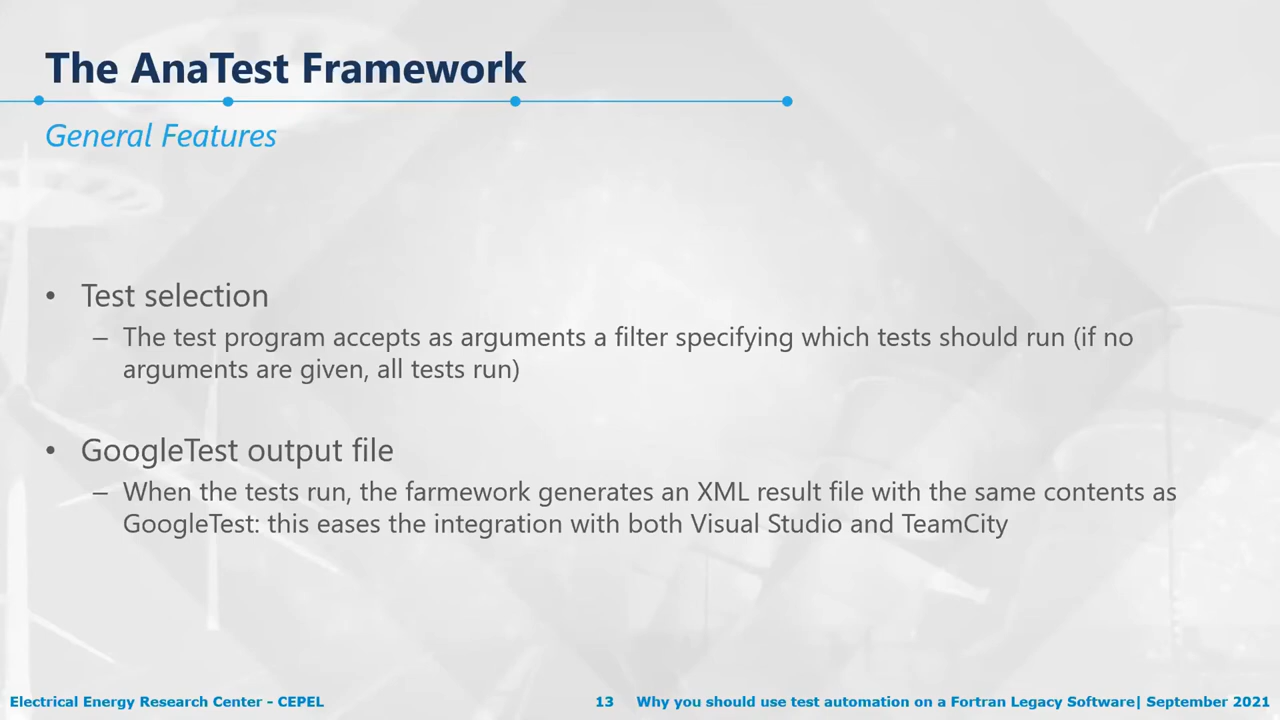 The AnaTest Framework
General Features
• Test selection
– The test program accepts as arguments a filter specifying which tests should run (if no
arguments are given, all tests run)
• GoogleTest output file
– When the tests run, the farmework generates an XML result file with the same contents as
GoogleTest: this eases the integration with both Visual Studio and TeamCity
Electrical Energy Research Center - CEPEL
13
Why you should use test automation on a Fortran Legacy Software| September 2021